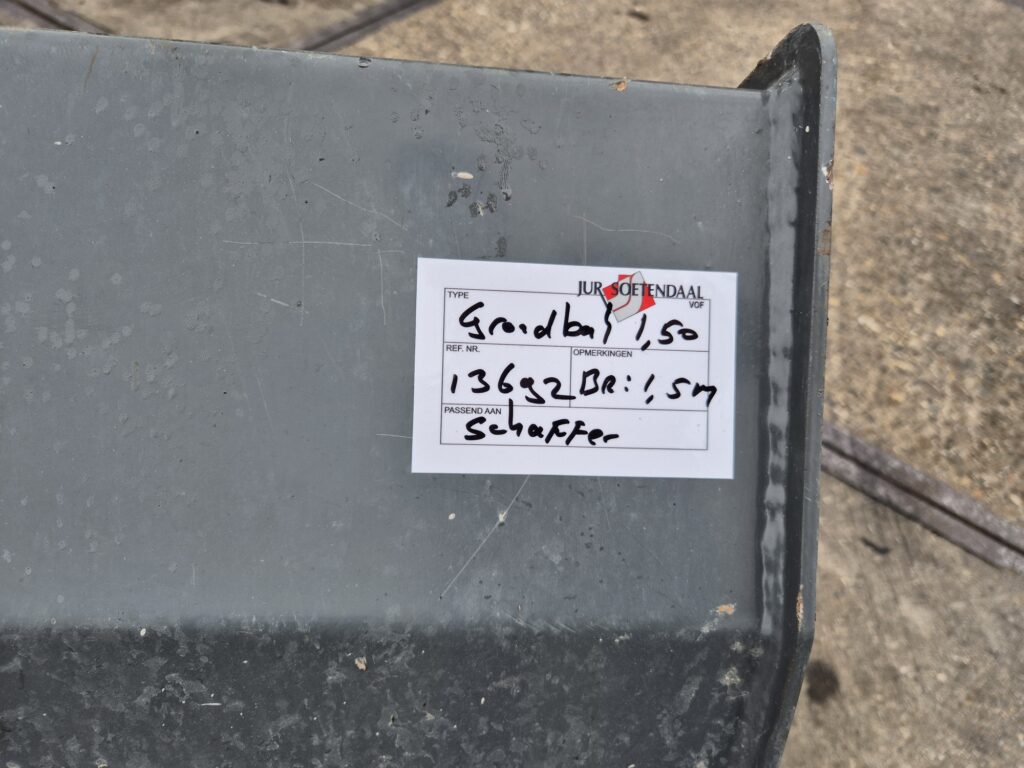 JUR SOETENDAAL
VOF
TYPE
Grondbak 1,50
REF. NR.
13692
OPMERKINGEN
BR: 1,5m
PASSEND AAN
Schaffer